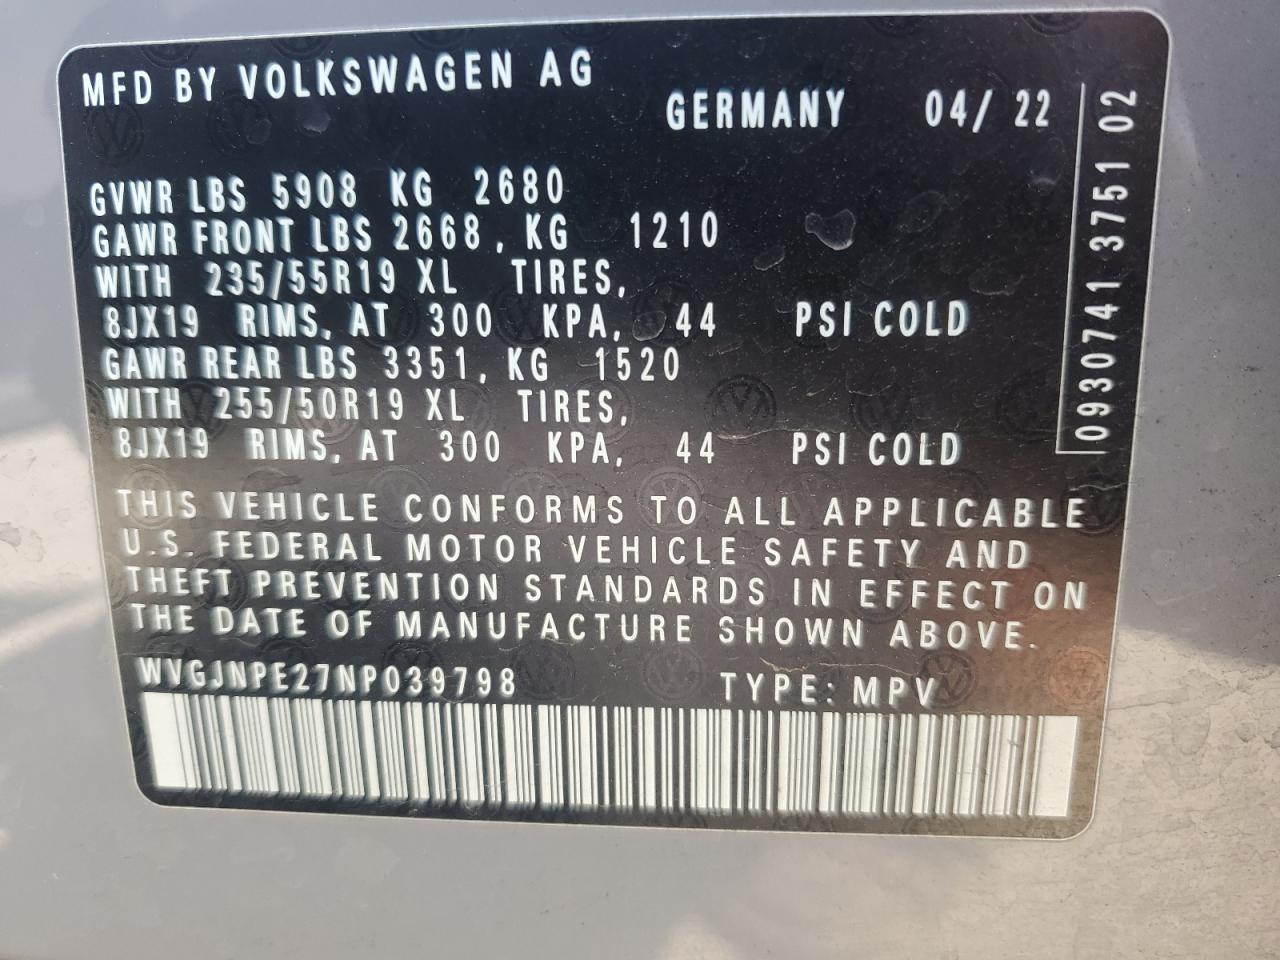 MFD BY VOLKSWAGEN AG
GERMANY 04/ 22
GVWR LBS 5908 KG 2680
GAWR FRONT LBS 2668, KG 1210
WITH 235/55R19 XL TIRES,
8JX19 RIMS, AT 300 KPA, 44 PSI COLD
GAWR REAR LBS 3351, KG 1520
WITH 255/50R19 XL TIRES,
8JX19 RIMS, AT 300 KPA, 44 PSI COLD
THIS VEHICLE CONFORMS TO ALL APPLICABLE
U.S. FEDERAL MOTOR VEHICLE SAFETY AND
THEFT PREVENTION STANDARDS IN EFFECT ON
THE DATE OF MANUFACTURE SHOWN ABOVE.
WVGJNPE27NP039798 TYPE: MPV
0930741 3751 02